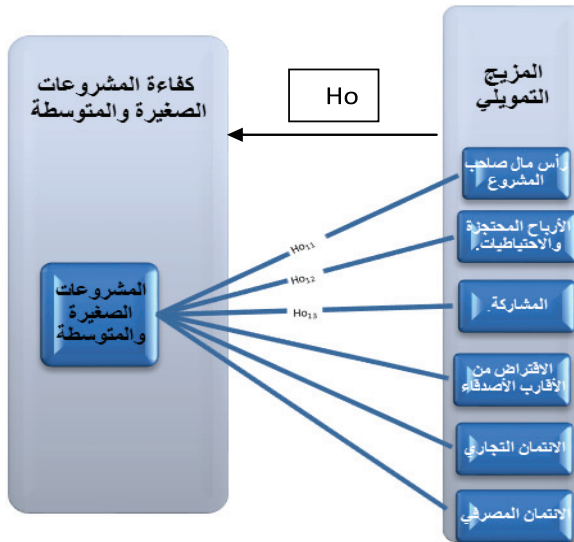 المزيج
التمويلي
رأس مال صاحب
المشروع
الأرباح المحتجزة
والاحتياطيات.
المشاركة.
الاقتراض من
الأقارب الأصدقاء
الائتمان التجاري
الائتمان المصرفي
Ho
Ho11
Ho12
Ho13
كفاءة المشروعات
الصغيرة والمتوسطة
المشروعات
الصغيرة
والمتوسطة